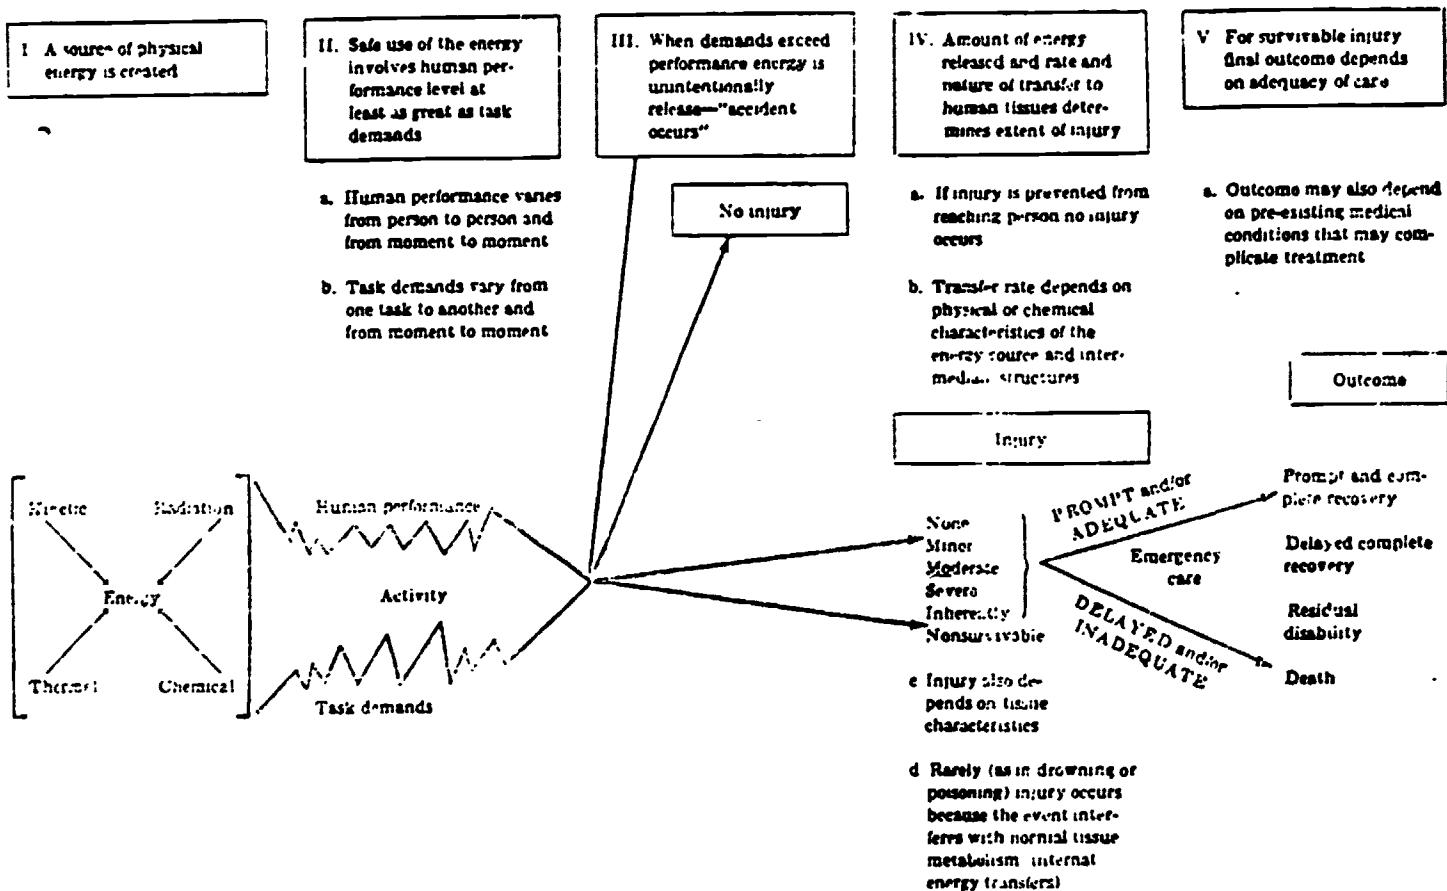 I A source of physical
energy is created
II. Safe use of the energy
involves human per-
formance level at
least as great as task
demands
a. Human performance varies
from person to person and
from moment to moment
b. Task demands vary from
one task to another and
from moment to moment
III. When demands exceed
performance energy is
unintentionally
release—"accident
occurs"
No injury
IV. Amount of energy
released and rate and
nature of transfer to
human tissues deter-
mines extent of injury
a. If injury is prevented from
reaching person no injury
occurs
b. Transfer rate depends on
physical or chemical
characteristics of the
energy source and inter-
structures
V For survivable injury
final outcome depends
on adequacy of care
a. Outcome may also depend
on pre-existing medical
conditions that may com-
plicate treatment
Outcome
Injury
Kinetic Radiation
Energy
Thermal Chemical
Human performance
Activity
Task demands
None
Minor
Moderate
Severe
Inherently
Nonsurvivable
PROMPT and/or
ADEQUATE
Emergency
care
DELAYED and/or
INADEQUATE
Prompt and com-
plete recovery
Delayed complete
recovery
Residual
disability
Death
c Injury also de-
pends on tissue
characteristics
d Rarely (as in drowning or
poisoning) injury occurs
because the event inter-
feres with normal tissue
metabolism internal
energy transfers)